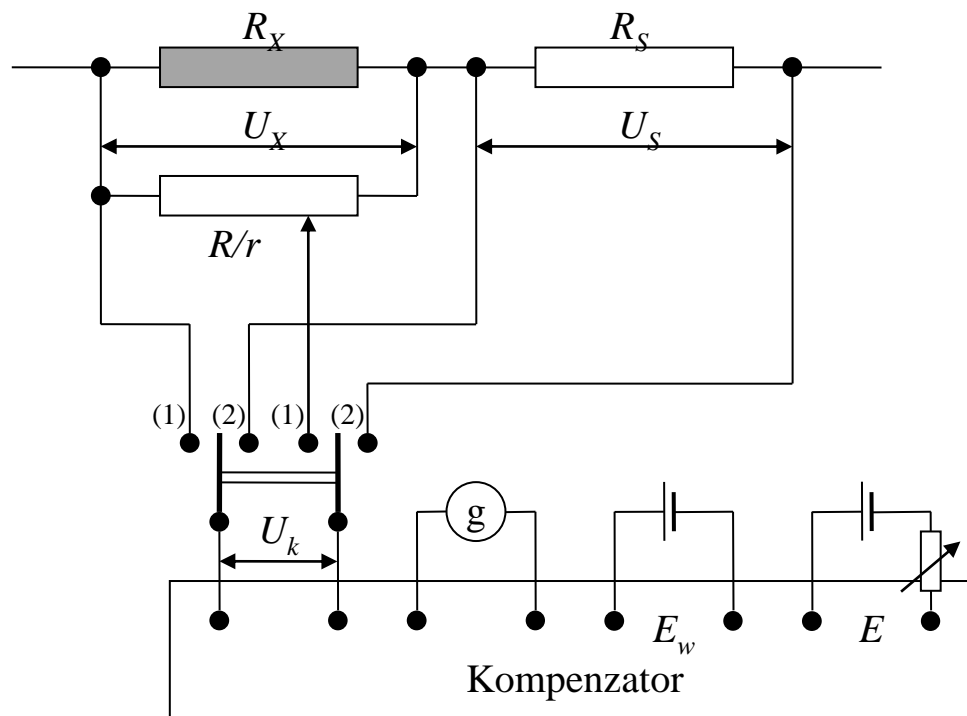 R_X R_S
U_X U_S
R/r
(1) (2) (1) (2)
g
U_k
E_w E
Kompenzator